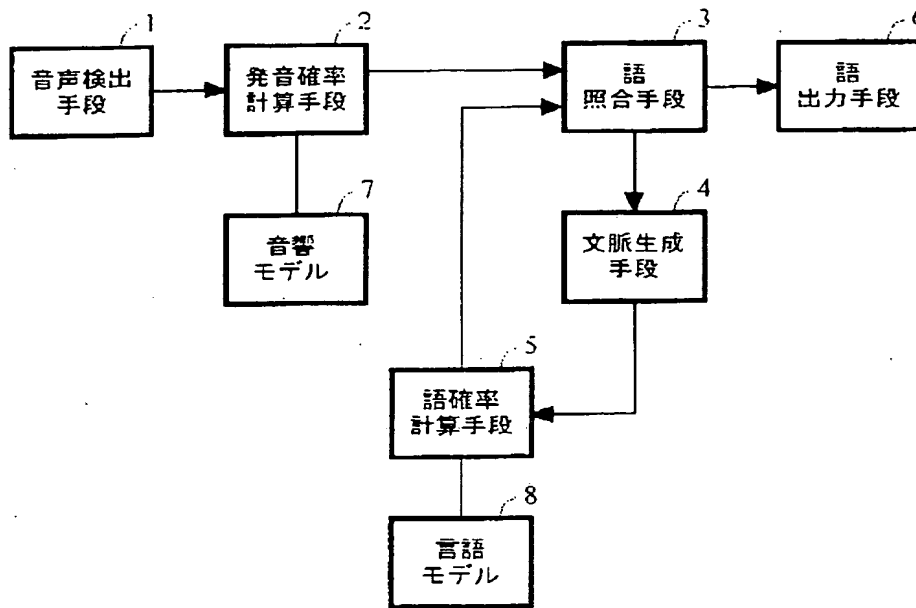 1
音声検出
手段
2
発音確率
計算手段
3
語
照合手段
6
語
出力手段
7
音響
モデル
4
文脈生成
手段
5
語確率
計算手段
8
言語
モデル